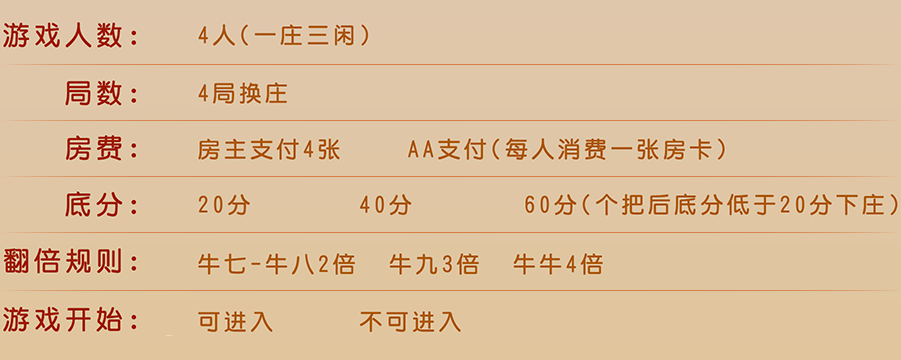 游戏人数: 4人(一庄三闲)
局数: 4局换庄
房费: 房主支付4张 AA支付(每人消费一张房卡)
底分: 20分 40分 60分(个把后底分低于20分下庄)
翻倍规则: 牛七-牛八2倍 牛九3倍 牛牛4倍
游戏开始: 可进入 不可进入